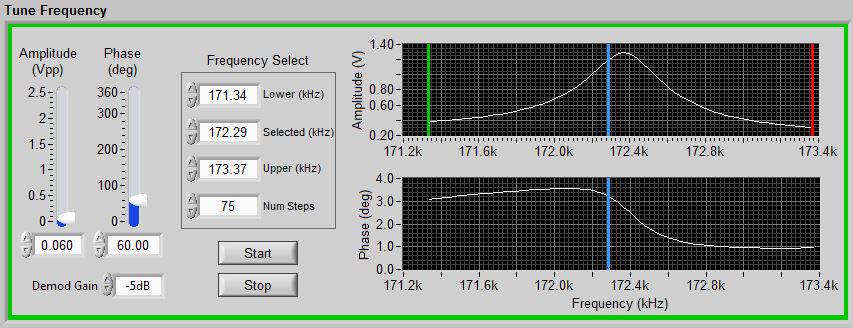 Tune Frequency
Amplitude (Vpp)
2.5
2.0
1.5
1.0
0.5
0
0.060
Phase (deg)
360
300
200
100
0
60.00
Demod Gain -5dB
Frequency Select
171.34 Lower (kHz)
172.29 Selected (kHz)
173.37 Upper (kHz)
75 Num Steps
Start
Stop
Amplitude (V)
1.40
0.80
0.60
0.20
171.2k 171.6k 172.0k 172.4k 172.8k 173.4k
Phase (deg)
4.0
3.0
2.0
1.0
0.0
171.2k 171.6k 172.0k 172.4k 172.8k 173.4k
Frequency (kHz)